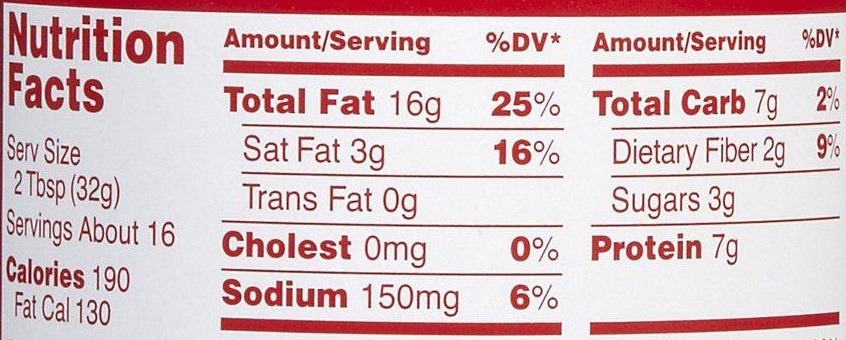 Nutrition
Facts
Serv Size
2 Tbsp (32g)
Servings About 16
Calories 190
Fat Cal 130
Amount/Serving %DV*
Total Fat 16g 25%
Sat Fat 3g 16%
Trans Fat 0g
Cholest 0mg 0%
Sodium 150mg 6%
Amount/Serving %DV*
Total Carb 7g 2%
Dietary Fiber 2g 9%
Sugars 3g
Protein 7g